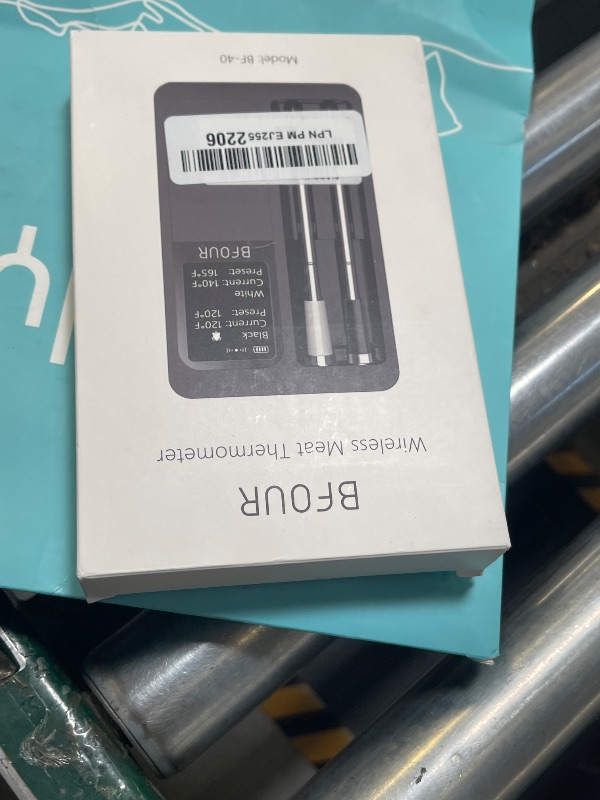 BFOUR
Wireless Meat Thermometer
Black
Current: 120°F
Preset: 120°F
White
Current: 140°F
Preset: 165°F
BFOUR
LPN PM EJ255 2206
Model: BF-40